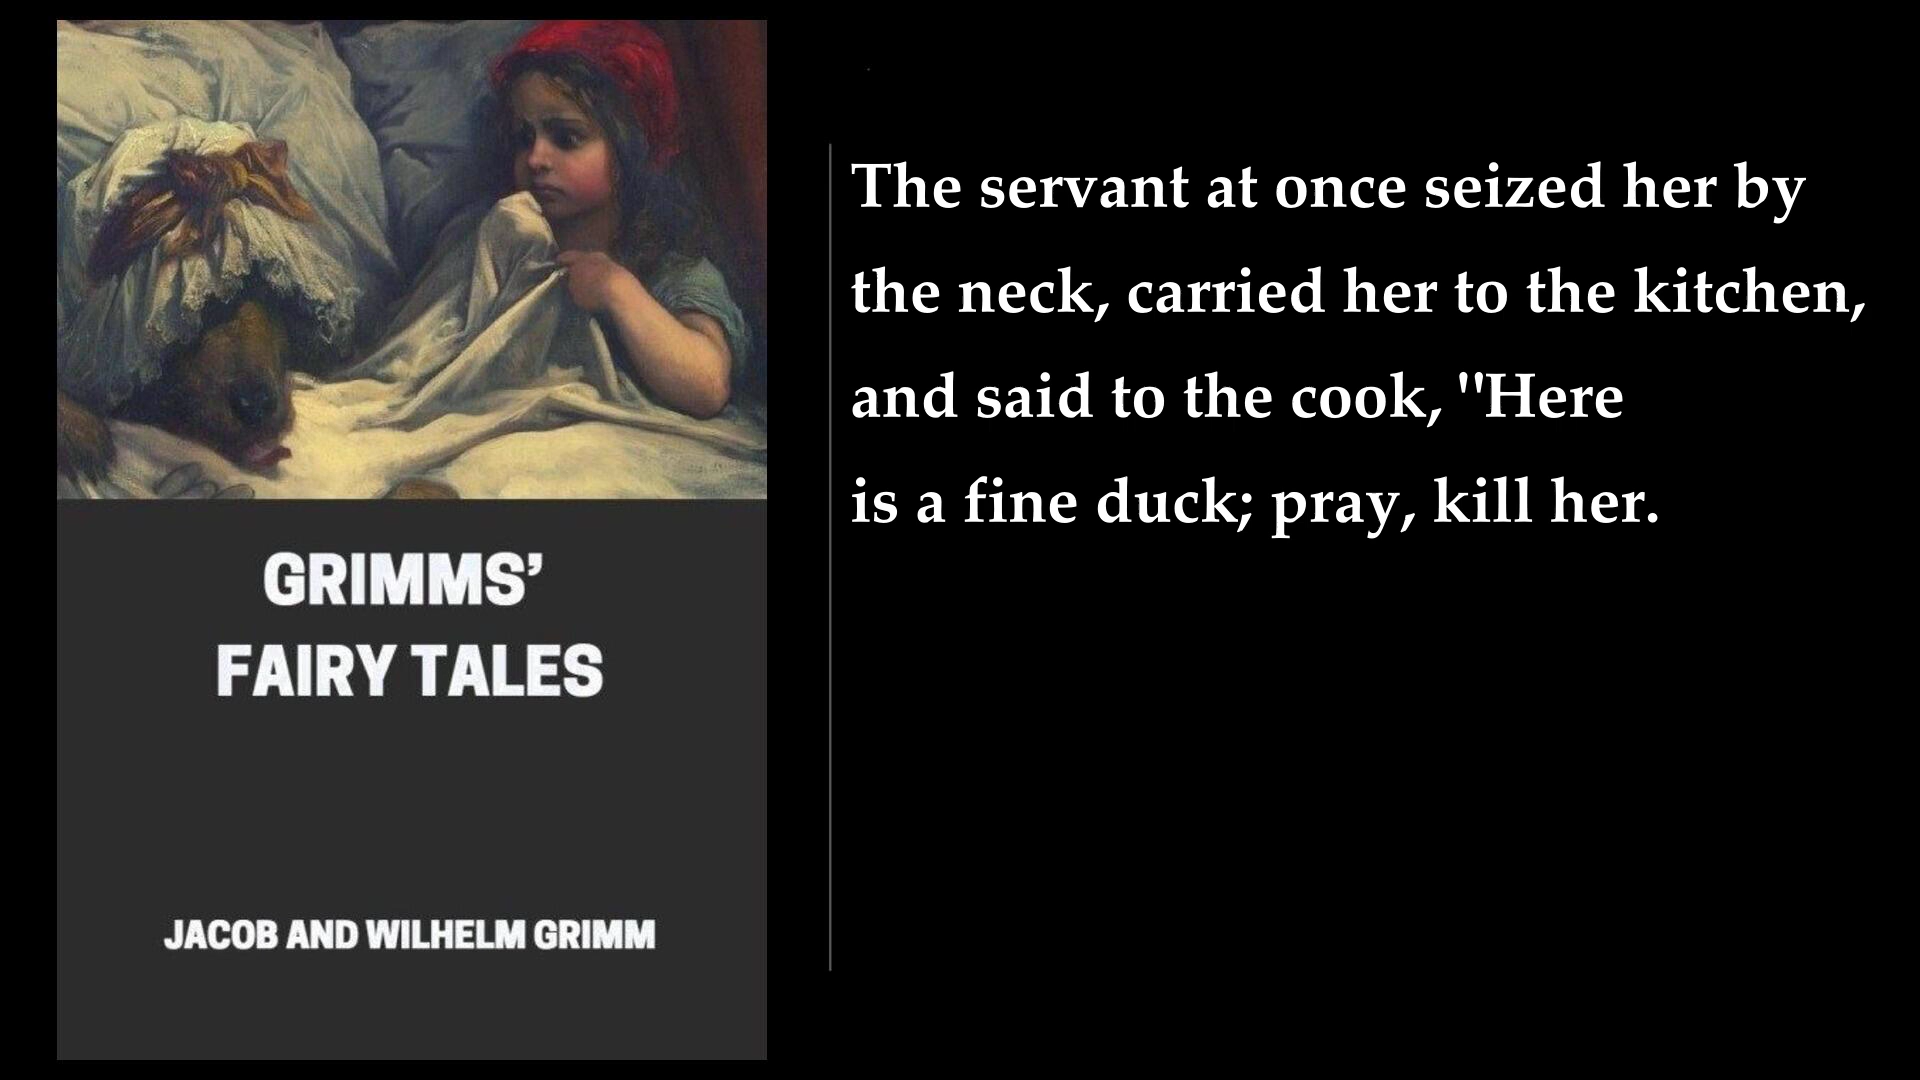 GRIMMS’
FAIRY TALES
JACOB AND WILHELM GRIMM
The servant at once seized her by
the neck, carried her to the kitchen,
and said to the cook, "Here
is a fine duck; pray, kill her.